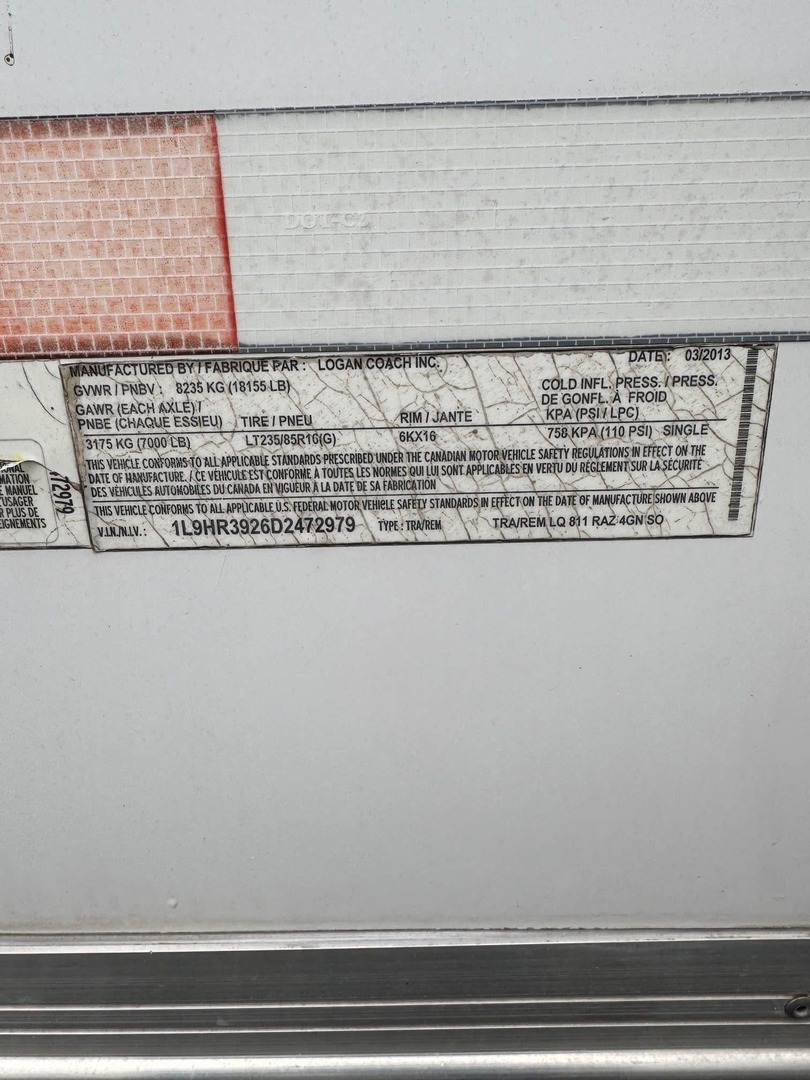 DOT-C2
MANUFACTURED BY / FABRIQUE PAR : LOGAN COACH INC. DATE : 03/2013
GVWR / PNBV : 8235 KG (18155 LB)
COLD INFL. PRESS. / PRESS.
DE GONFL. À FROID
KPA (PSI / LPC)
GAWR (EACH AXLE) /
PNBE (CHAQUE ESSIEU) TIRE / PNEU RIM / JANTE
3175 KG (7000 LB) LT235/85R16(G) 6KX16 758 KPA (110 PSI) SINGLE
THIS VEHICLE CONFORMS TO ALL APPLICABLE STANDARDS PRESCRIBED UNDER THE CANADIAN MOTOR VEHICLE SAFETY REGULATIONS IN EFFECT ON THE
DATE OF MANUFACTURE. / CE VÉHICULE EST CONFORME À TOUTES LES NORMES QUI LUI SONT APPLICABLES EN VERTU DU RÈGLEMENT SUR LA SÉCURITÉ
DES VÉHICULES AUTOMOBILES DU CANADA EN VIGUEUR À LA DATE DE SA FABRICATION
THIS VEHICLE CONFORMS TO ALL APPLICABLE U.S. FEDERAL MOTOR VEHICLE SAFETY STANDARDS IN EFFECT ON THE DATE OF MANUFACTURE SHOWN ABOVE
V.I.N./N.I.V. : 1L9HR3926D2472979 TYPE : TRA/REM TRA/REM LQ 811 RAZ 4GN SO
72979
MANUEL
PLUS DE